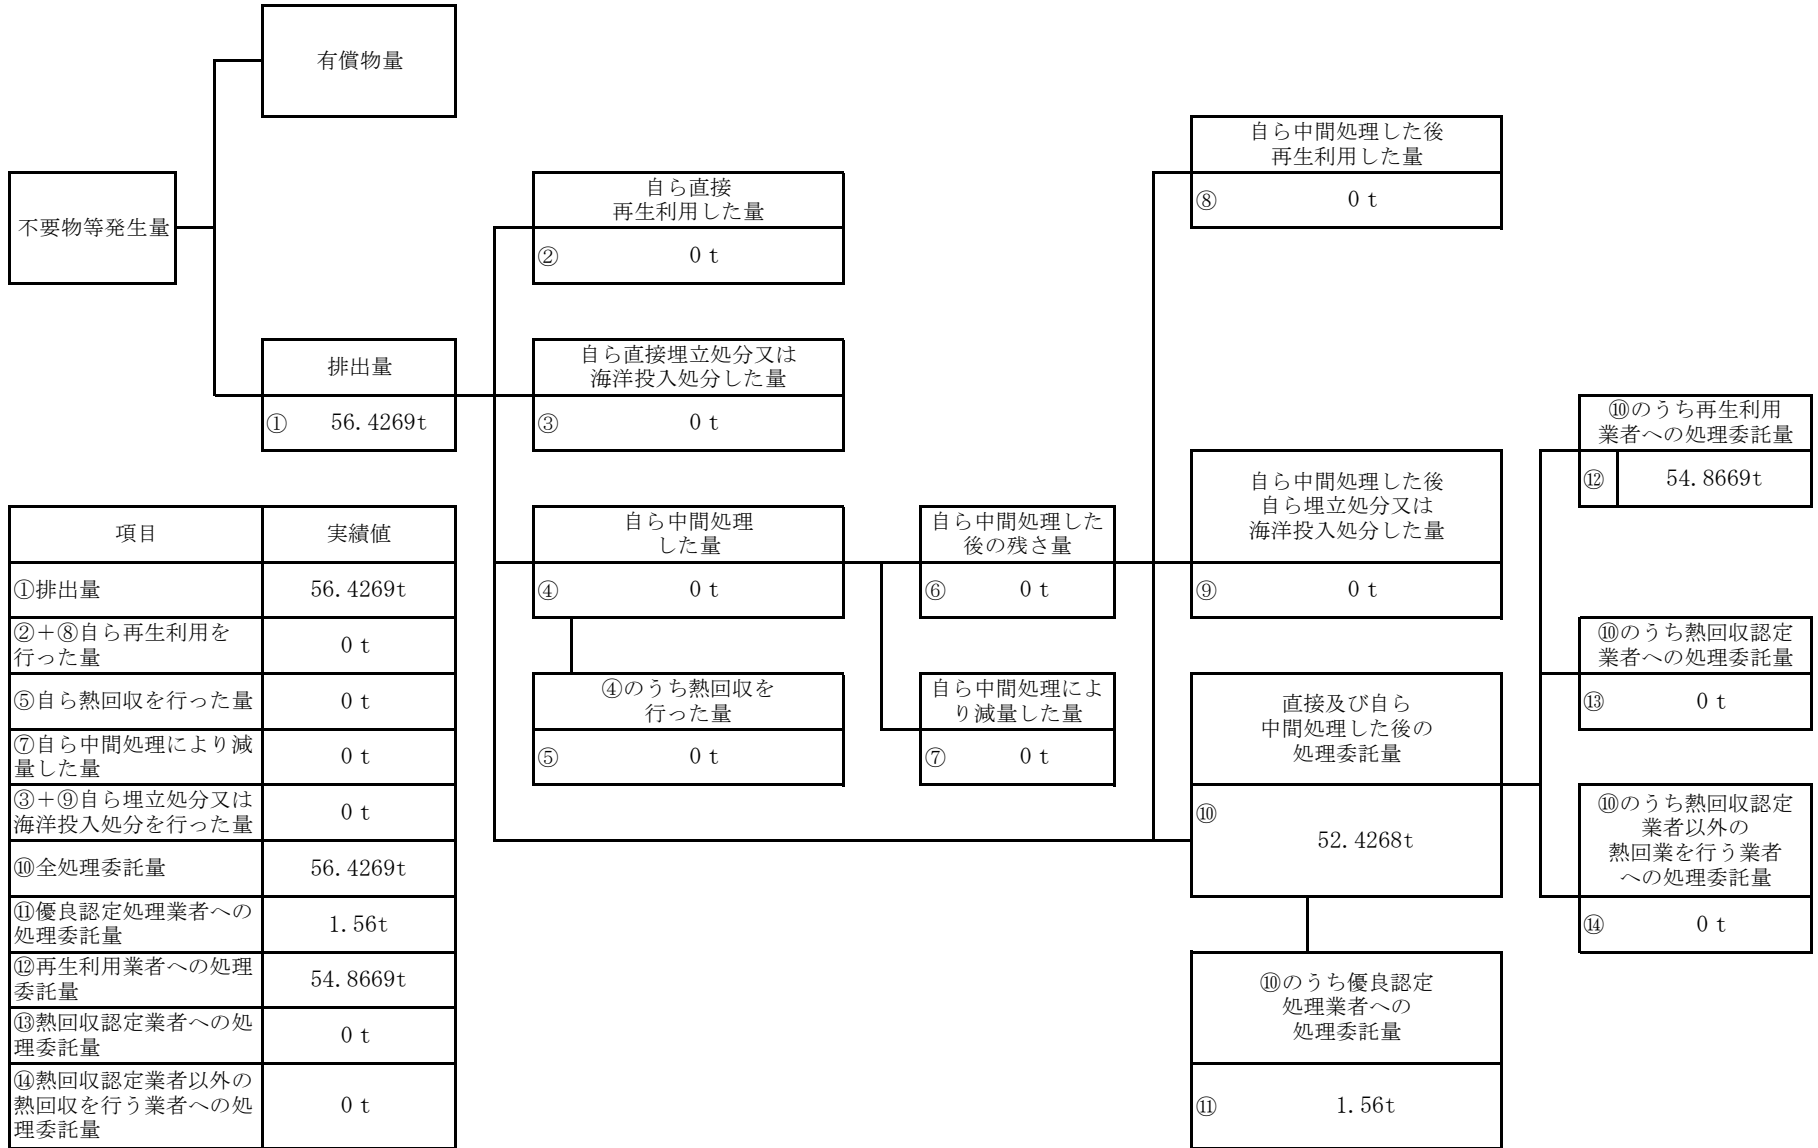 有償物量
不要物等発生量
排出量
① 56.4269t
自ら直接
再生利用した量
② 0 t
自ら直接埋立処分又は
海洋投入処分した量
③ 0 t
自ら中間処理
した量
④ 0 t
④のうち熱回収を
行った量
⑤ 0 t
自ら中間処理した
後の残さ量
⑥ 0 t
自ら中間処理によ
り減量した量
⑦ 0 t
自ら中間処理した後
再生利用した量
⑧ 0 t
自ら中間処理した後
自ら埋立処分又は
海洋投入処分した量
⑨ 0 t
直接及び自ら
中間処理した後の
処理委託量
⑩
52.4268t
⑩のうち優良認定
処理業者への
処理委託量
⑪ 1.56t
⑩のうち再生利用
業者への処理委託量
⑫ 54.8669t
⑩のうち熱回収認定
業者への処理委託量
⑬ 0 t
⑩のうち熱回収認定
業者以外の
熱回業を行う業者
への処理委託量
⑭ 0 t
項目 実績値
①排出量 56.4269t
②＋⑧自ら再生利用を
行った量 0 t
⑤自ら熱回収を行った量 0 t
⑦自ら中間処理により減
量した量 0 t
③＋⑨自ら埋立処分又は
海洋投入処分を行った量 0 t
⑩全処理委託量 56.4269t
⑪優良認定処理業者への
処理委託量 1.56t
⑫再生利用業者への処理
委託量 54.8669t
⑬熱回収認定業者への処
理委託量 0 t
⑭熱回収認定業者以外の
熱回収を行う業者への処
理委託量 0 t